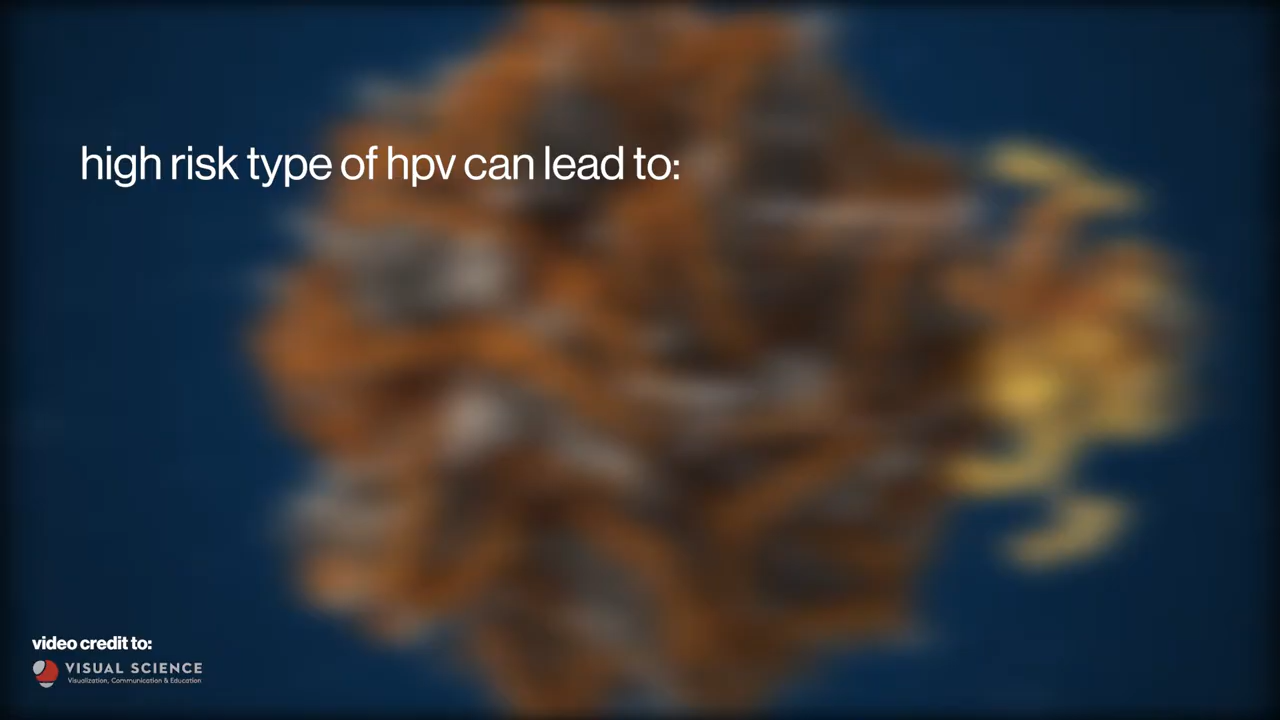 high risk type of hpv can lead to:
video credit to:
VISUAL SCIENCE
Visualization, Communication & Education